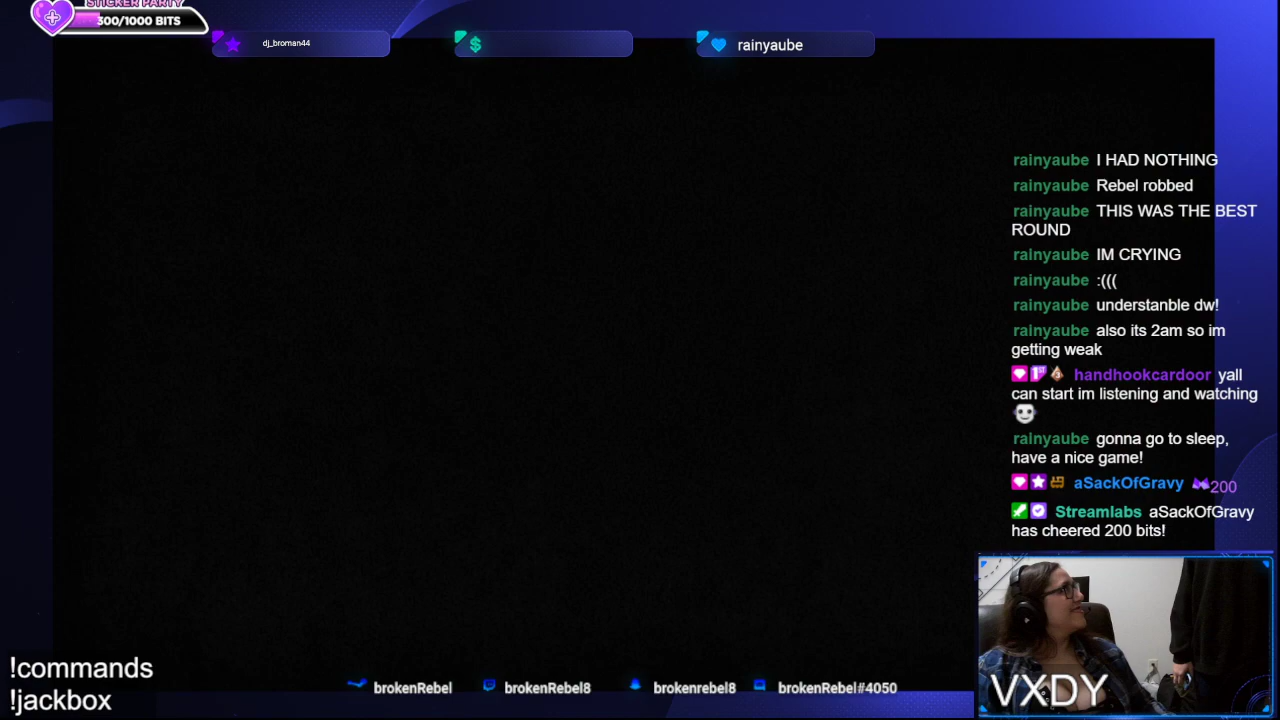 STICKER PARTY
300/1000 BITS
dj_broman44
$
rainyaube
rainyaube I HAD NOTHING
rainyaube Rebel robbed
rainyaube THIS WAS THE BEST
ROUND
rainyaube IM CRYING
rainyaube :(((
rainyaube understanble dw!
rainyaube also its 2am so im
getting weak
1ST handhookcardoor yall
can start im listening and watching
rainyaube gonna go to sleep,
have a nice game!
aSackOfGravy 200
Streamlabs aSackOfGravy
has cheered 200 bits!
!commands
!jackbox
brokenRebel brokenRebel8 brokenrebel8 brokenRebel#4050
VXDY